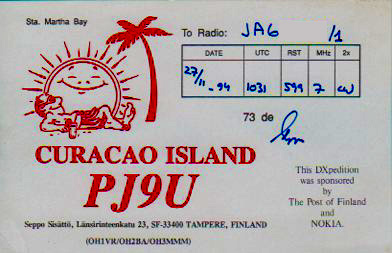 Sta. Martha Bay
To Radio: JA6 /1
DATE UTC RST MHz 2x
27/11 -94 1031 599 7 CW
73 de
CURACAO ISLAND
PJ9U
This DXpedition
was sponsored
by
The Post of Finland
and
NOKIA.
Seppo Sisättö, Länsirinteenkatu 23, SF-33400 TAMPERE, FINLAND
(OH1VR/OH2BA/OH3MMM)